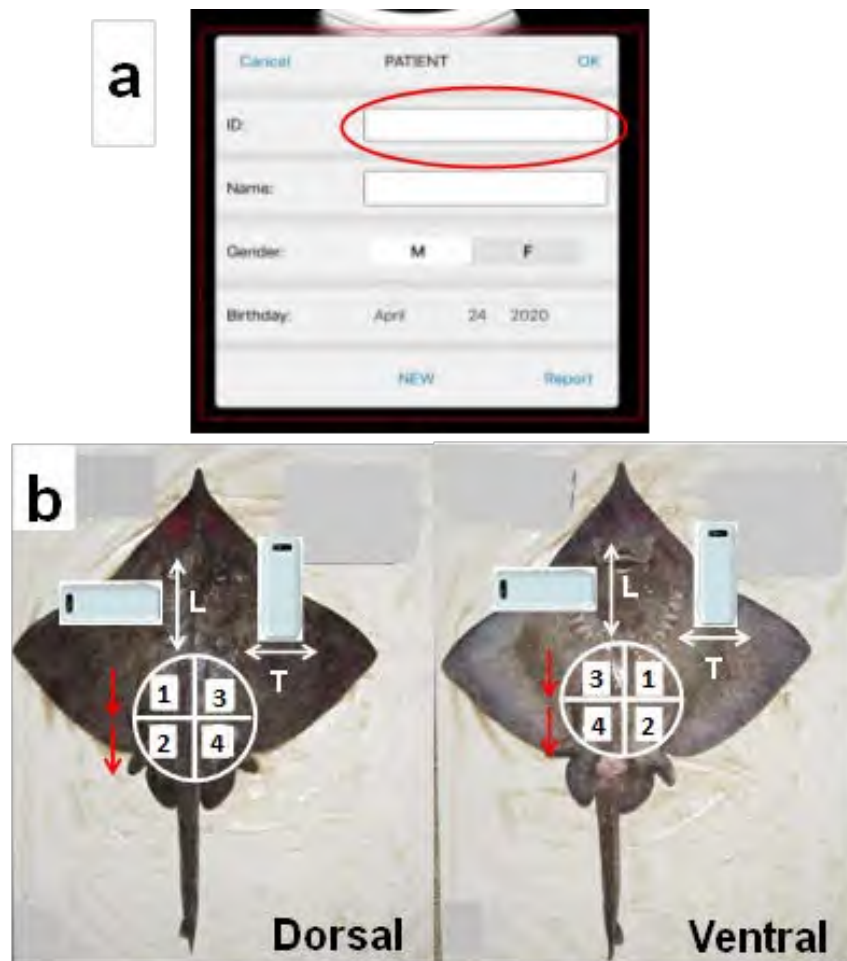 a
Cancel PATIENT OK
ID:
Name:
Gender: M F
Birthday: April 24 2020
NEW Report
b
L
T
1 3
2 4
Dorsal
L
T
3 1
4 2
Ventral